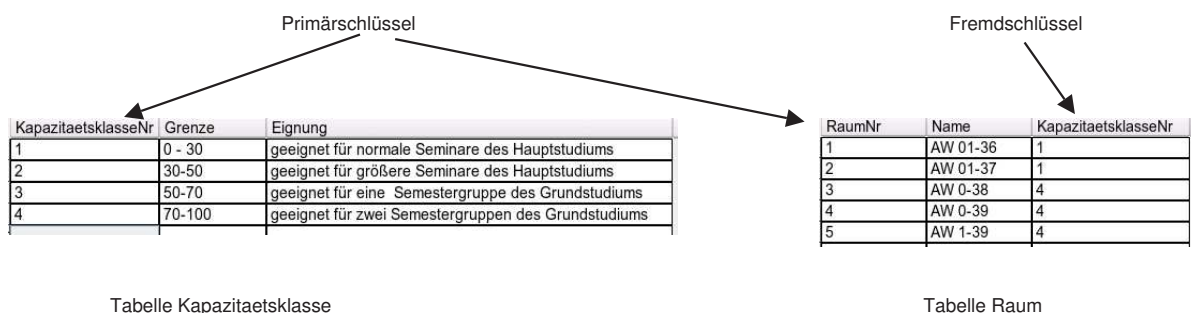 Primärschlüssel
Fremdschlüssel
KapazitaetsklasseNr Grenze Eignung
1 0 - 30 geeignet für normale Seminare des Hauptstudiums
2 30-50 geeignet für größere Seminare des Hauptstudiums
3 50-70 geeignet für eine Semestergruppe des Grundstudiums
4 70-100 geeignet für zwei Semestergruppen des Grundstudiums
RaumNr Name KapazitaetsklasseNr
1 AW 01-36 1
2 AW 01-37 1
3 AW 0-38 4
4 AW 0-39 4
5 AW 1-39 4
Tabelle Kapazitaetsklasse
Tabelle Raum